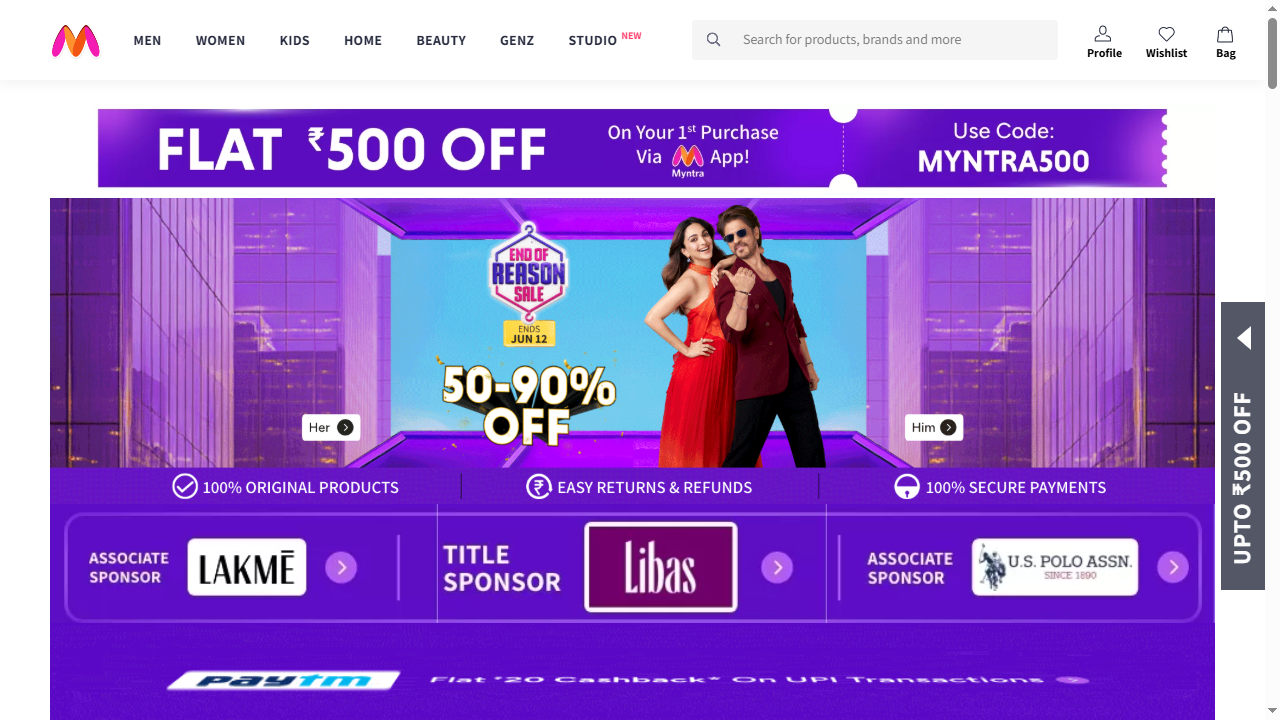 MEN WOMEN KIDS HOME BEAUTY GENZ STUDIO NEW
Search for products, brands and more
Profile Wishlist Bag
FLAT ₹500 OFF
On Your 1st Purchase
Via Myntra App!
Use Code:
MYNTRA500
END OF
REASON
SALE
ENDS
JUN 12
50-90%
OFF
Her
Him
100% ORIGINAL PRODUCTS
EASY RETURNS & REFUNDS
100% SECURE PAYMENTS
ASSOCIATE
SPONSOR
LAKMĒ
TITLE
SPONSOR
Libas
ASSOCIATE
SPONSOR
U.S. POLO ASSN.
SINCE 1890
UPTO ₹500 OFF
paytm
Flat ₹20 Cashback* On UPI Transactions